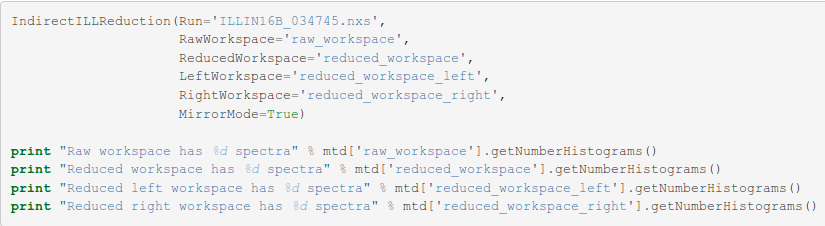 IndirectILLReduction(Run='ILLIN16B_034745.nxs',
                     RawWorkspace='raw_workspace',
                     ReducedWorkspace='reduced_workspace',
                     LeftWorkspace='reduced_workspace_left',
                     RightWorkspace='reduced_workspace_right',
                     MirrorMode=True)

print "Raw workspace has %d spectra" % mtd['raw_workspace'].getNumberHistograms()
print "Reduced workspace has %d spectra" % mtd['reduced_workspace'].getNumberHistograms()
print "Reduced left workspace has %d spectra" % mtd['reduced_workspace_left'].getNumberHistograms()
print "Reduced right workspace has %d spectra" % mtd['reduced_workspace_right'].getNumberHistograms()